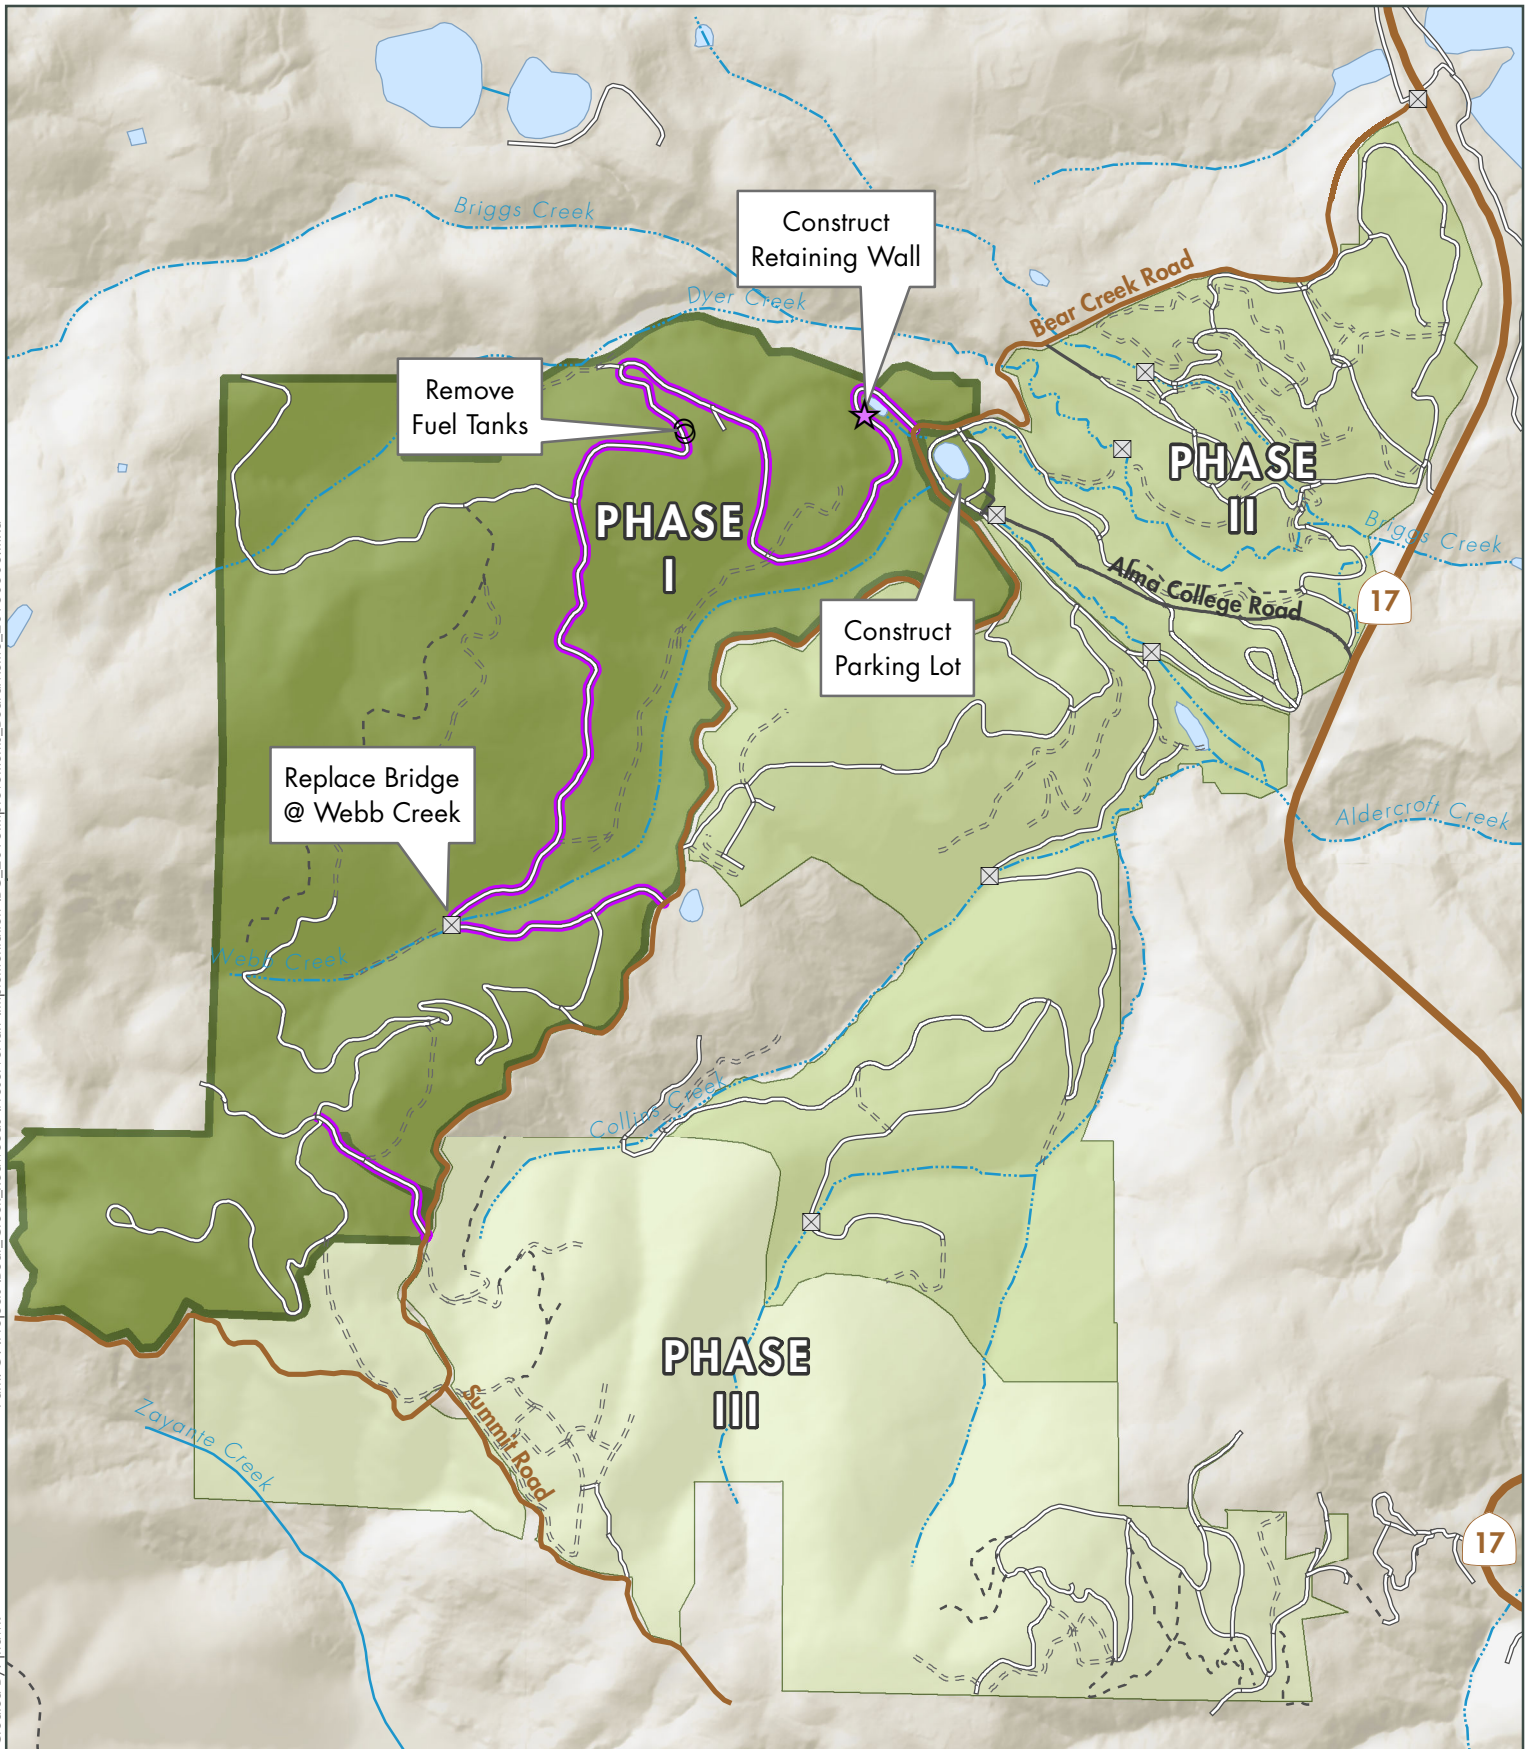 Briggs Creek
Construct
Retaining Wall
Dyer Creek
Bear Creek Road
Remove
Fuel Tanks
PHASE
I
PHASE
II
Briggs Creek
Alma College Road
17
Construct
Parking Lot
Replace Bridge
@ Webb Creek
Aldercroft Creek
Webb Creek
Collins Creek
PHASE
III
Summit Road
Zayante Creek
17